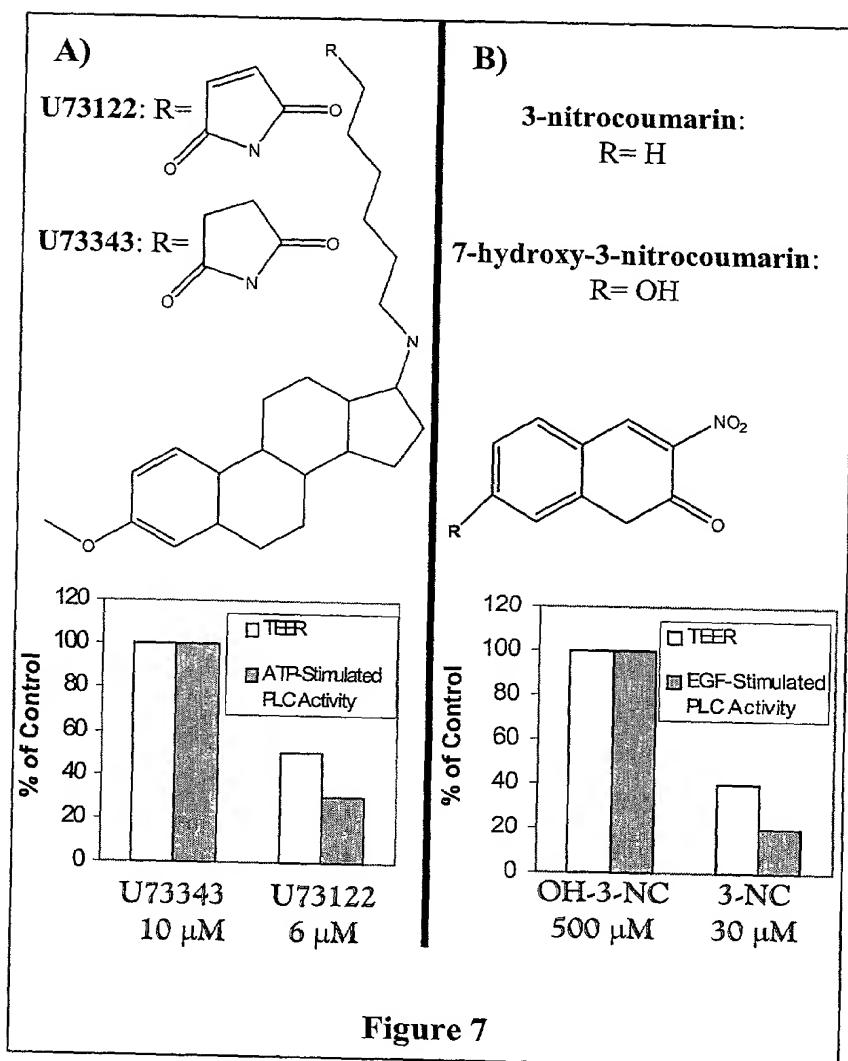 A)
R
U73122: R=
O
O
N
U73343: R=
O
O
N
N
O
120
100
80
60
40
20
0
% of Control
TEER
ATP-Stimulated
PLC Activity
U73343
10 µM
U73122
6 µM
B)
3-nitrocoumarin:
R= H
7-hydroxy-3-nitrocoumarin:
R= OH
NO2
R
O
120
100
80
60
40
20
0
% of Control
TEER
EGF-Stimulated
PLC Activity
OH-3-NC
500 µM
3-NC
30 µM
Figure 7